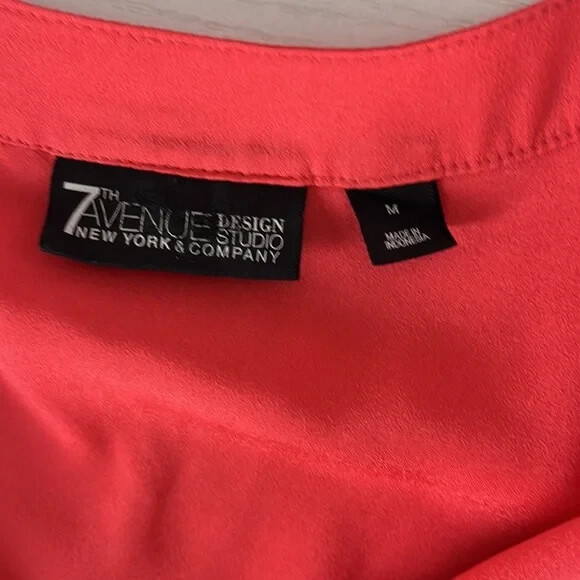 7TH AVENUE DESIGN STUDIO
NEW YORK & COMPANY
M
MADE IN
INDONESIA